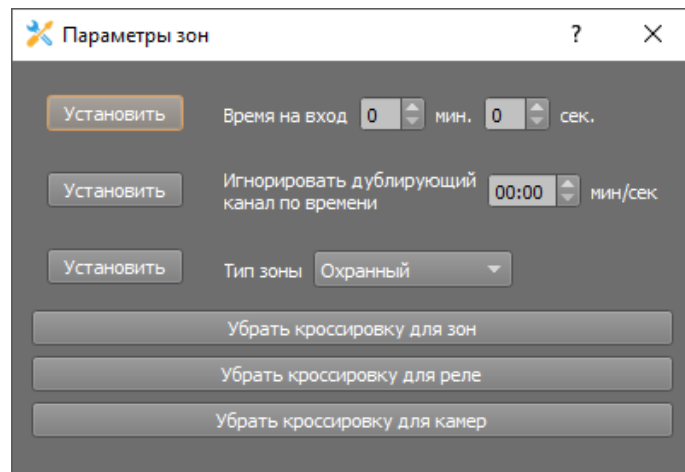 Параметры зон ?
Установить Время на вход 0 мин. 0 сек.
Установить Игнорировать дублирующий
канал по времени 00:00 мин/сек
Установить Тип зоны Охранный
Убрать кроссировку для зон
Убрать кроссировку для реле
Убрать кроссировку для камер